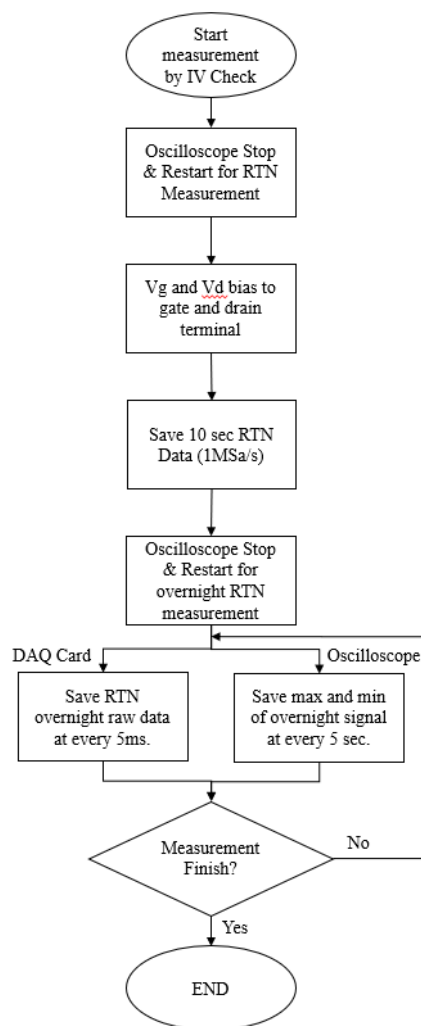 Start
measurement
by IV Check
Oscilloscope Stop
& Restart for RTN
Measurement
Vg and Vd bias to
gate and drain
terminal
Save 10 sec RTN
Data (1MSa/s)
Oscilloscope Stop
& Restart for
overnight RTN
measurement
DAQ Card
Oscilloscope
Save RTN
overnight raw data
at every 5ms.
Save max and min
of overnight signal
at every 5 sec.
Measurement
Finish?
No
Yes
END